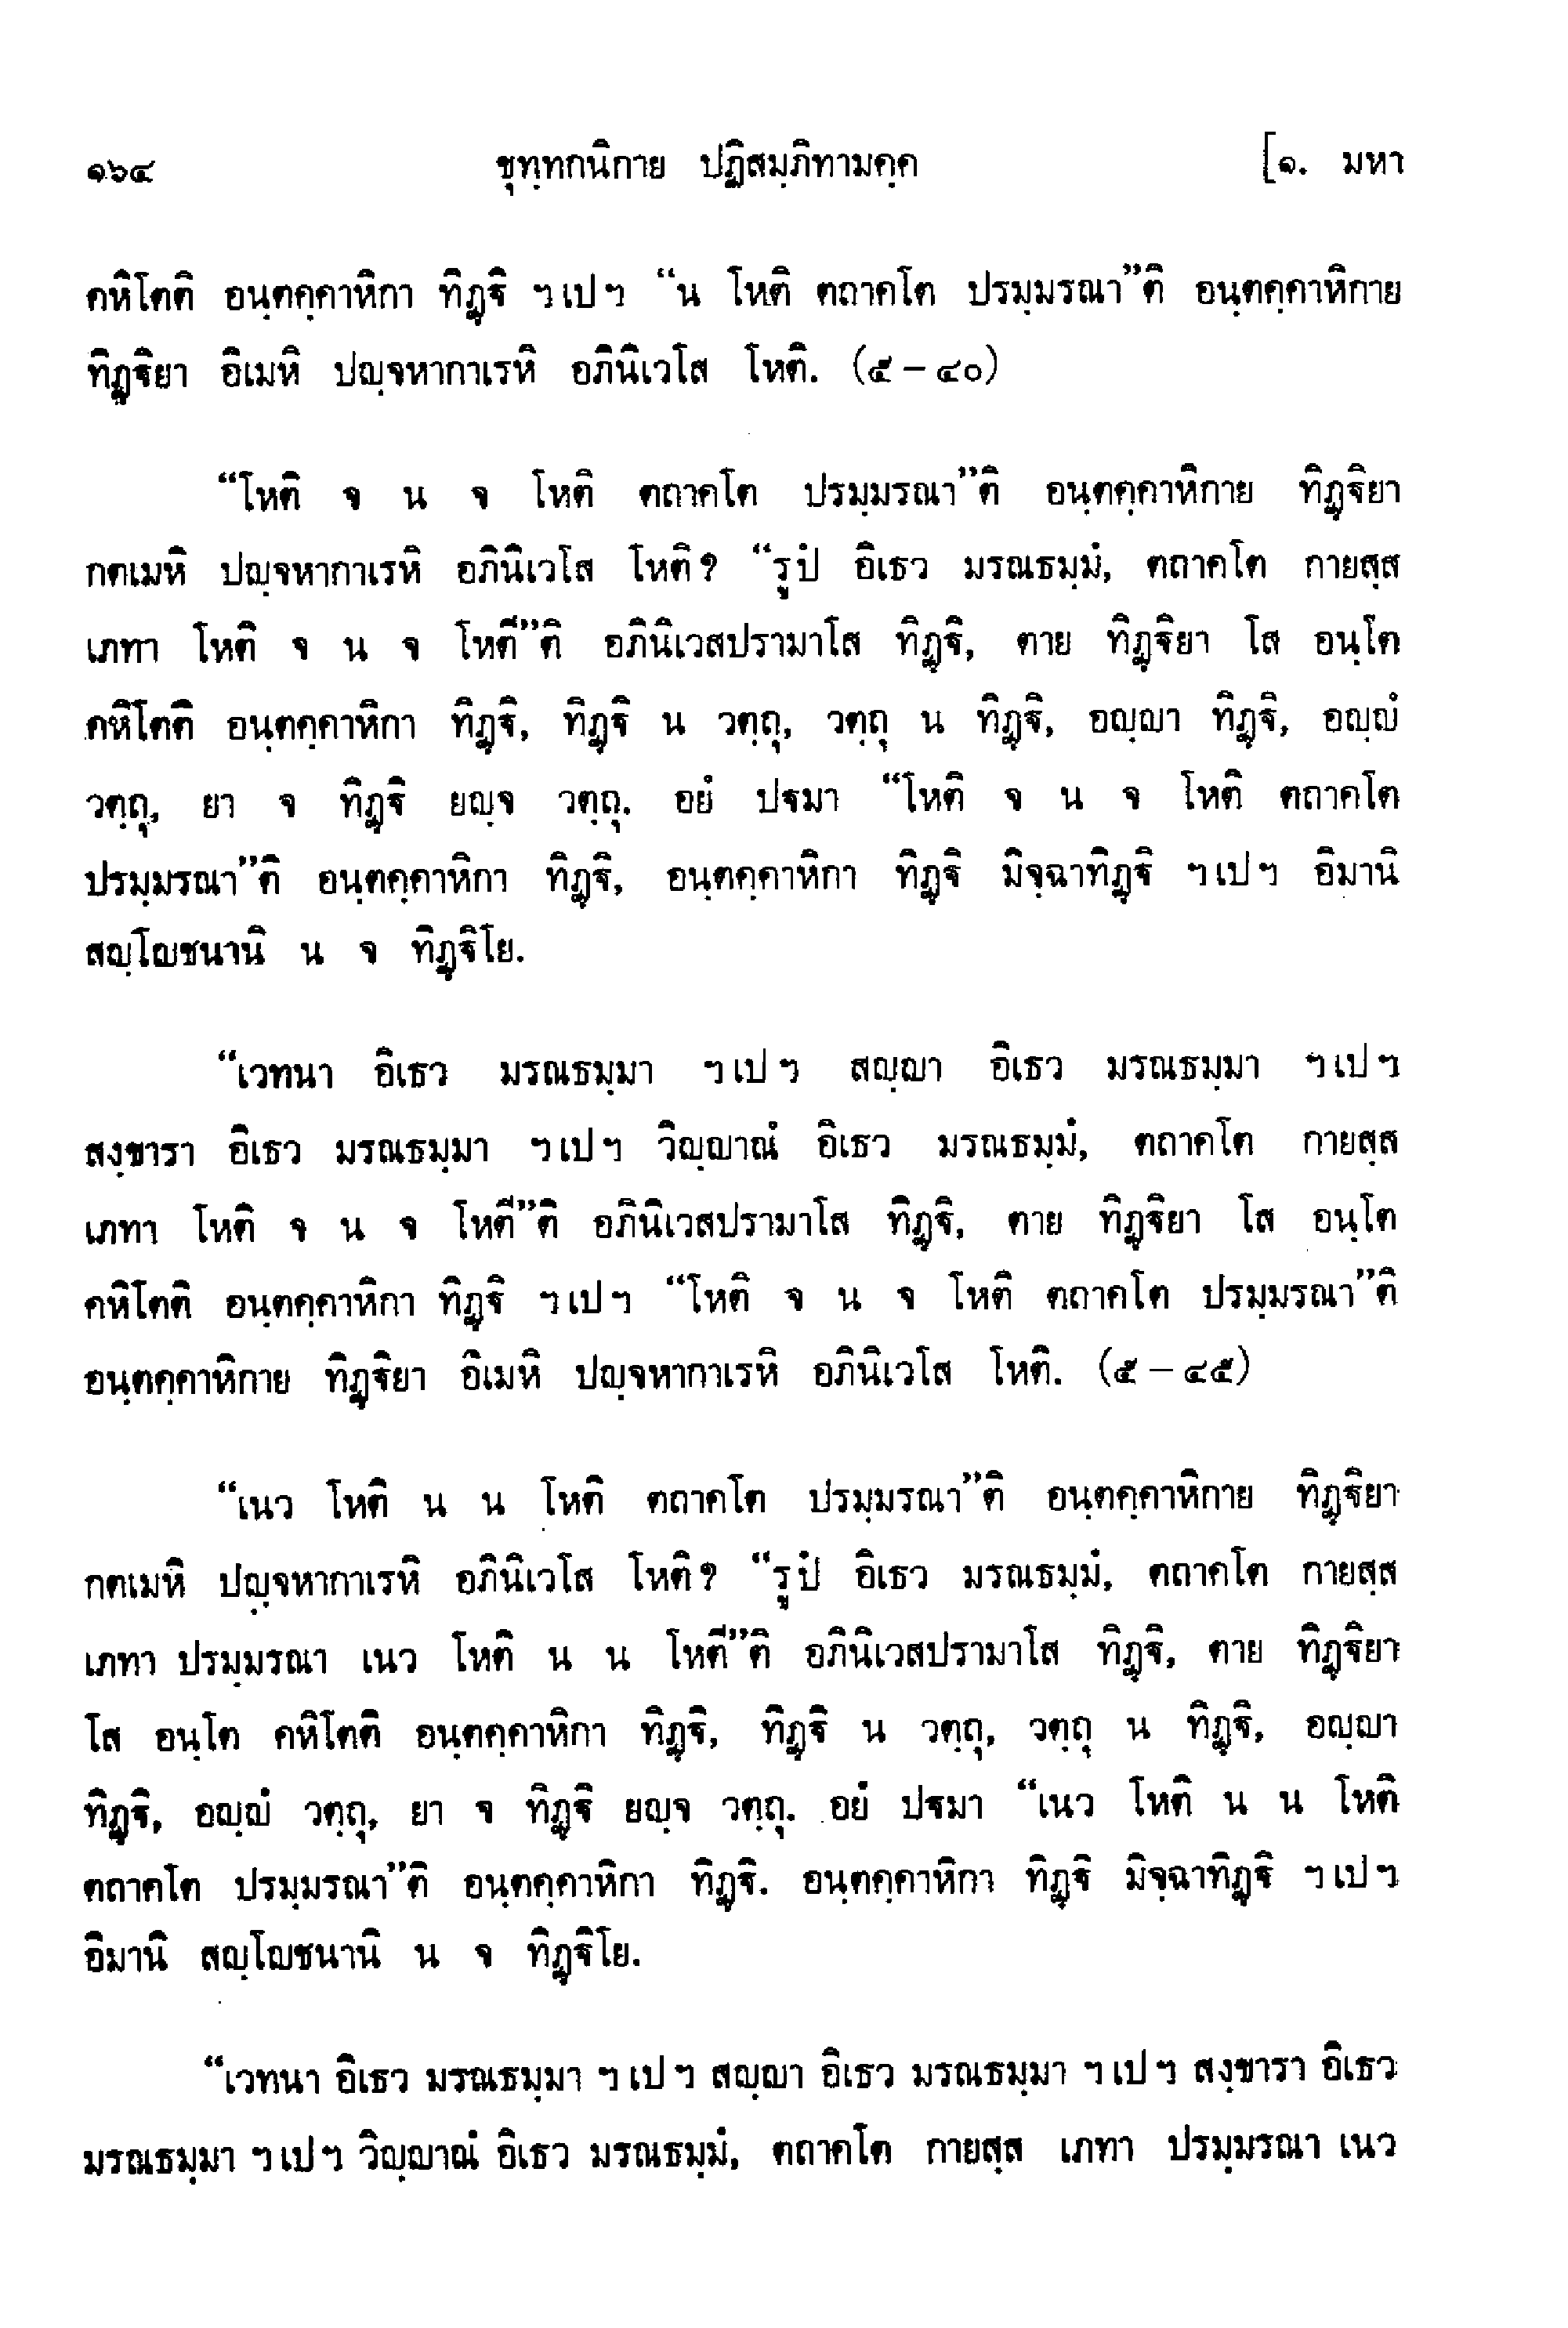 ๑๖๔ ขุทฺทกนิกาย ปฏิสมฺภิทามคฺค [๑. มหา
คหิโตติ อนฺตคฺคาหิกา ทิฏฺฐิ ฯเปฯ “น โหติ ตถาคโต ปรมฺมรณา”ติ อนฺตคฺคาหิกาย
ทิฏฺฐิยา อิเมหิ ปญฺจหากาเรหิ อภินิเวโส โหติ. (๕ – ๔๐)
“โหติ จ น จ โหติ ตถาคโต ปรมฺมรณา”ติ อนฺตคฺคาหิกาย ทิฏฺฐิยา
กตเมหิ ปญฺจหากาเรหิ อภินิเวโส โหติ? “รูปํ อิเธว มรณธมฺมํ, ตถาคโต กายสฺส
เภทา โหติ จ น จ โหตี”ติ อภินิเวสปรามาโส ทิฏฺฐิ, ตาย ทิฏฺฐิยา โส อนฺโต
คหิโตติ อนฺตคฺคาหิกา ทิฏฺฐิ, ทิฏฺฐิ น วตฺถุ, วตฺถุ น ทิฏฺฐิ, อญฺญา ทิฏฺฐิ, อญฺญํ
วตฺถุ, ยา จ ทิฏฺฐิ ยญฺจ วตฺถุ. อยํ ปฐมา “โหติ จ น จ โหติ ตถาคโต
ปรมฺมรณา”ติ อนฺตคฺคาหิกา ทิฏฺฐิ, อนฺตคฺคาหิกา ทิฏฺฐิ มิจฺฉาทิฏฺฐิ ฯเปฯ อิมานิ
สญฺโญชนานิ น จ ทิฏฺฐิโย.
“เวทนา อิเธว มรณธมฺมา ฯเปฯ สญฺญา อิเธว มรณธมฺมา ฯเปฯ
สงฺขารา อิเธว มรณธมฺมา ฯเปฯ วิญฺญาณํ อิเธว มรณธมฺมํ, ตถาคโต กายสฺส
เภทา โหติ จ น จ โหตี”ติ อภินิเวสปรามาโส ทิฏฺฐิ, ตาย ทิฏฺฐิยา โส อนฺโต
คหิโตติ อนฺตคฺคาหิกา ทิฏฺฐิ ฯเปฯ “โหติ จ น จ โหติ ตถาคโต ปรมฺมรณา”ติ
อนฺตคฺคาหิกาย ทิฏฺฐิยา อิเมหิ ปญฺจหากาเรหิ อภินิเวโส โหติ. (๕ – ๔๕)
“เนว โหติ น น โหติ ตถาคโต ปรมฺมรณา”ติ อนฺตคฺคาหิกาย ทิฏฺฐิยา
กตเมหิ ปญฺจหากาเรหิ อภินิเวโส โหติ? “รูปํ อิเธว มรณธมฺมํ, ตถาคโต กายสฺส
เภทา ปรมฺมรณา เนว โหติ น น โหตี”ติ อภินิเวสปรามาโส ทิฏฺฐิ, ตาย ทิฏฺฐิยา
โส อนฺโต คหิโตติ อนฺตคฺคาหิกา ทิฏฺฐิ, ทิฏฺฐิ น วตฺถุ, วตฺถุ น ทิฏฺฐิ, อญฺญา
ทิฏฺฐิ, อญฺญํ วตฺถุ, ยา จ ทิฏฺฐิ ยญฺจ วตฺถุ. อยํ ปฐมา “เนว โหติ น น โหติ
ตถาคโต ปรมฺมรณา”ติ อนฺตคฺคาหิกา ทิฏฺฐิ. อนฺตคฺคาหิกา ทิฏฺฐิ มิจฺฉาทิฏฺฐิ ฯเปฯ
อิมานิ สญฺโญชนานิ น จ ทิฏฺฐิโย.
“เวทนา อิเธว มรณธมฺมา ฯเปฯ สญฺญา อิเธว มรณธมฺมา ฯเปฯ สงฺขารา อิเธว
มรณธมฺมา ฯเปฯ วิญฺญาณํ อิเธว มรณธมฺมํ, ตถาคโต กายสฺส เภทา ปรมฺมรณา เนว